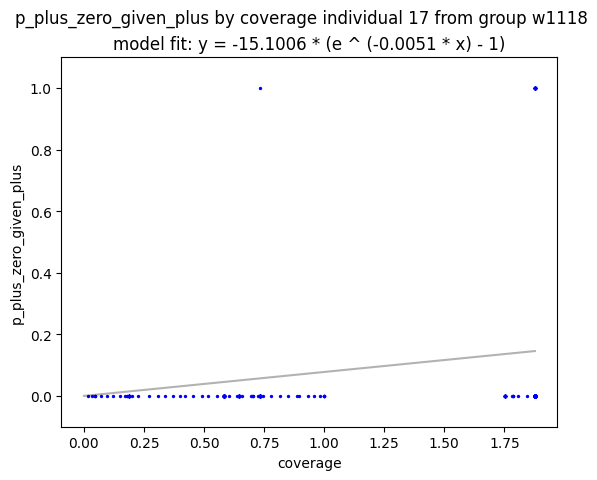 p_plus_zero_given_plus by coverage individual 17 from group w1118
model fit: y = -15.1006 * (e ^ (-0.0051 * x) - 1)
1.0
0.8
0.6
0.4
0.2
0.0
p_plus_zero_given_plus
0.00 0.25 0.50 0.75 1.00 1.25 1.50 1.75
coverage